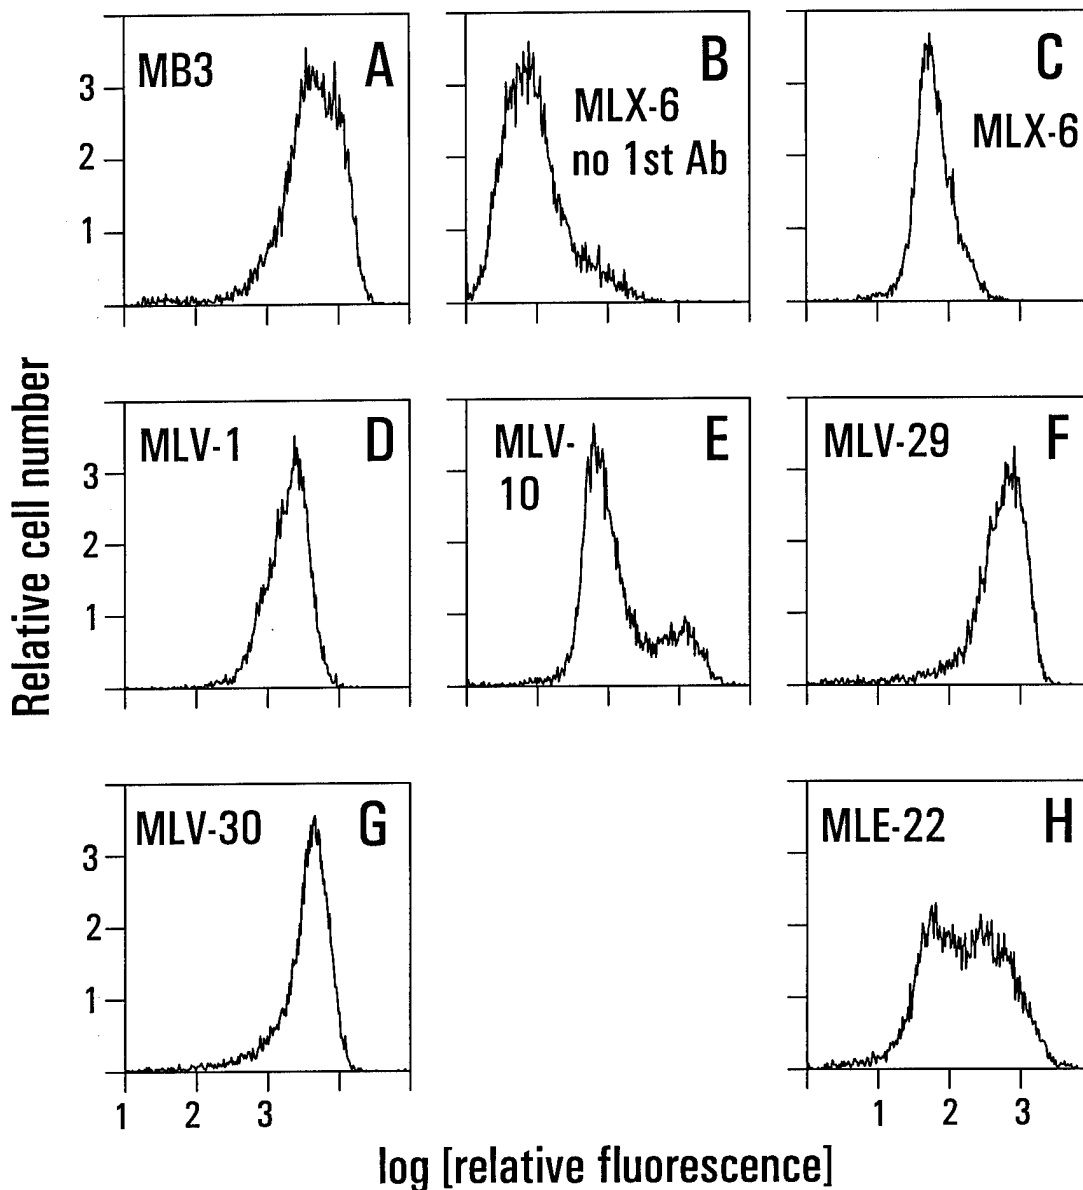 MB3 A
B
MLX-6
no 1st Ab
C
MLX-6
3
2
1
MLV-1 D
MLV-
10
E
MLV-29 F
3
2
1
MLV-30 G
MLE-22 H
3
2
1
1 2 3
1 2 3
Relative cell number
log [relative fluorescence]